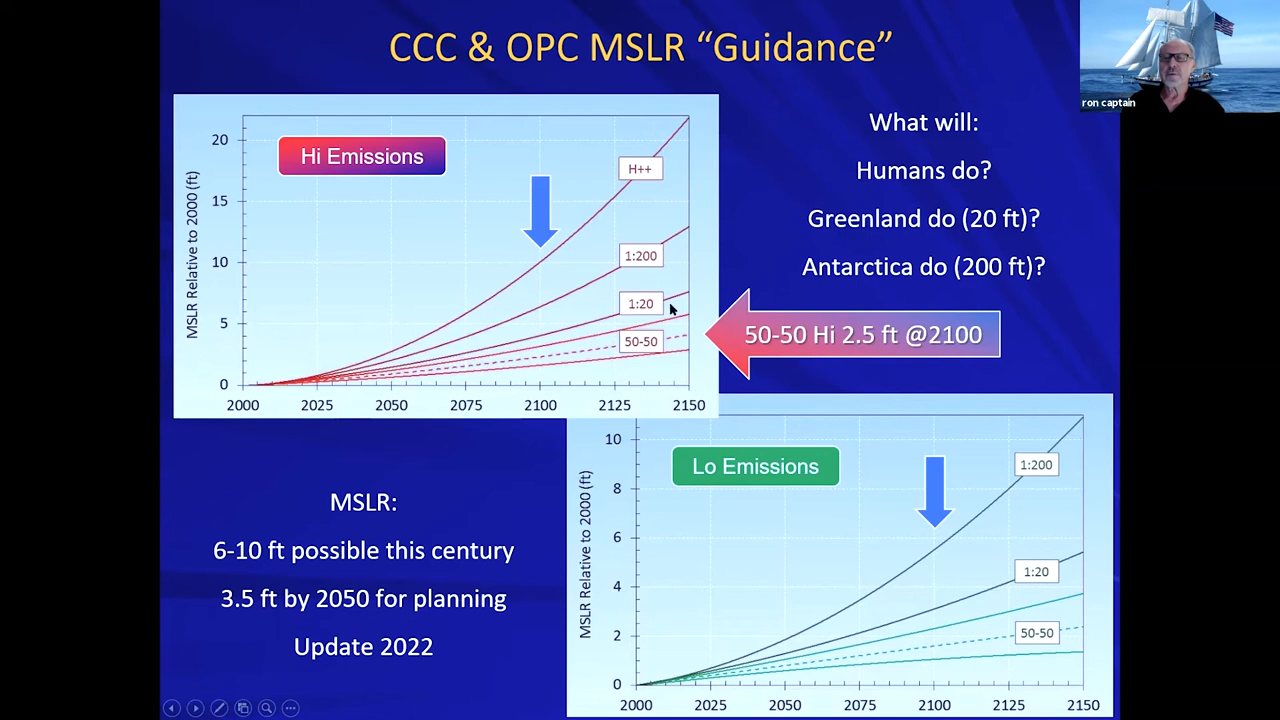 CCC & OPC MSLR “Guidance”
ron captain
Hi Emissions
MSLR Relative to 2000 (ft)
20
15
10
5
0
H++
1:200
1:20
50-50
2000 2025 2050 2075 2100 2125 2150
What will:
Humans do?
Greenland do (20 ft)?
Antarctica do (200 ft)?
50-50 Hi 2.5 ft @2100
MSLR:
6-10 ft possible this century
3.5 ft by 2050 for planning
Update 2022
Lo Emissions
MSLR Relative to 2000 (ft)
10
8
6
4
2
0
1:200
1:20
50-50
2000 2025 2050 2075 2100 2125 2150